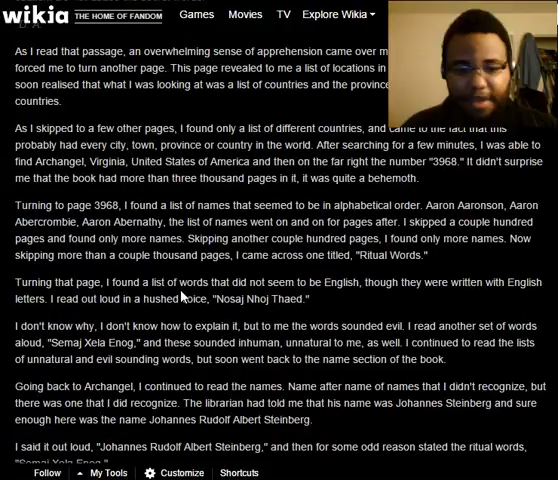 wikia THE HOME OF FANDOM Games Movies TV Explore Wikia
As I read that passage, an overwhelming sense of apprehension came over m
forced me to turn another page. This page revealed to me a list of locations in
soon realised that what I was looking at was a list of countries and the province
countries.
As I skipped to a few other pages, I found only a list of different countries, and came to the fact that this
probably had every city, town, province or country in the world. After searching for a few minutes, I was able to
find Archangel, Virginia, United States of America and then on the far right the number "3968." It didn't surprise
me that the book had more than three thousand pages in it, it was quite a behemoth.
Turning to page 3968, I found a list of names that seemed to be in alphabetical order. Aaron Aaronson, Aaron
Abercrombie, Aaron Abernathy, the list of names went on and on for pages after. I skipped a couple hundred
pages and found only more names. Skipping another couple hundred pages, I found only more names. Now
skipping more than a couple thousand pages, I came across one titled, "Ritual Words."
Turning that page, I found a list of words that did not seem to be English, though they were written with English
letters. I read out loud in a hushed voice, "Nosaj Nhoj Thaed."
I don't know why, I don't know how to explain it, but to me the words sounded evil. I read another set of words
aloud, "Semaj Xela Enog," and these sounded inhuman, unnatural to me, as well. I continued to read the lists
of unnatural and evil sounding words, but soon went back to the name section of the book.
Going back to Archangel, I continued to read the names. Name after name of names that I didn't recognize, but
there was one that I did recognize. The librarian had told me that his name was Johannes Steinberg and sure
enough here was the name Johannes Rudolf Albert Steinberg.
I said it out loud, "Johannes Rudolf Albert Steinberg," and then for some odd reason stated the ritual words,
"Semaj Xela Enog."
Follow My Tools Customize Shortcuts